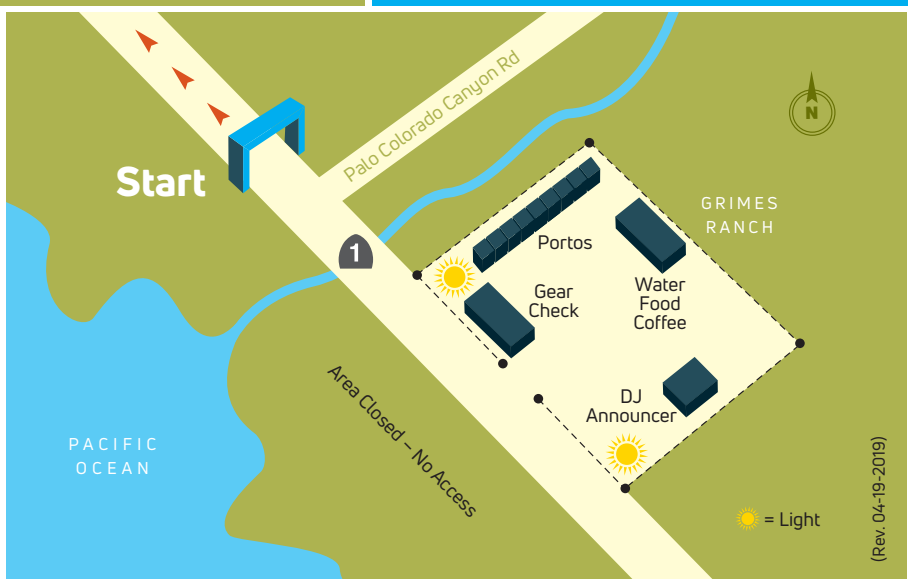 Palo Colorado Canyon Rd
N
Start
GRIMES
RANCH
1
Portos
Gear
Check
Water
Food
Coffee
Area Closed – No Access
DJ
Announcer
PACIFIC
OCEAN
= Light
(Rev. 04-19-2019)